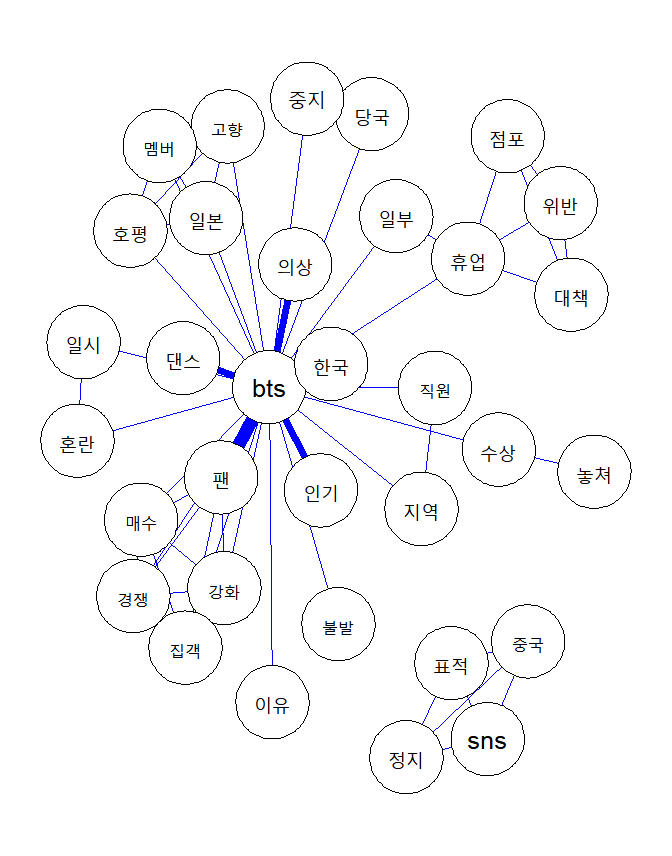 중지
당국
고향
멤버
점포
위반
일본
일부
호평
의상
휴업
대책
일시
댄스
한국
bts
직원
혼란
수상
놓쳐
팬
인기
지역
매수
강화
경쟁
불발
집객
중국
표적
이유
sns
정지